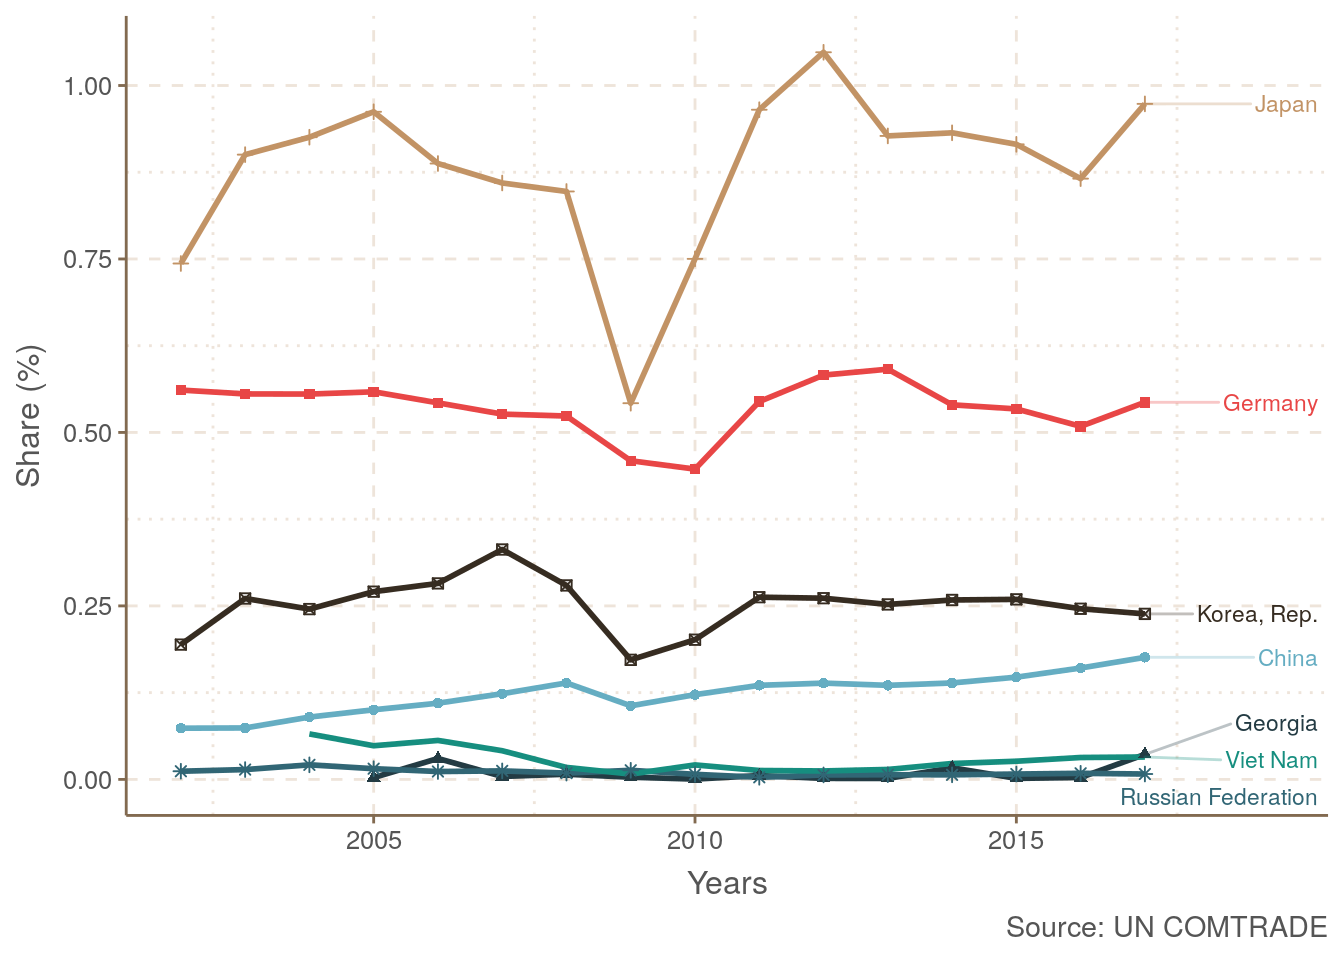 1.00
0.75
0.50
0.25
0.00
Share (%)
Japan
Germany
Korea, Rep.
China
Georgia
Viet Nam
Russian Federation
2005
2010
2015
Years
Source: UN COMTRADE